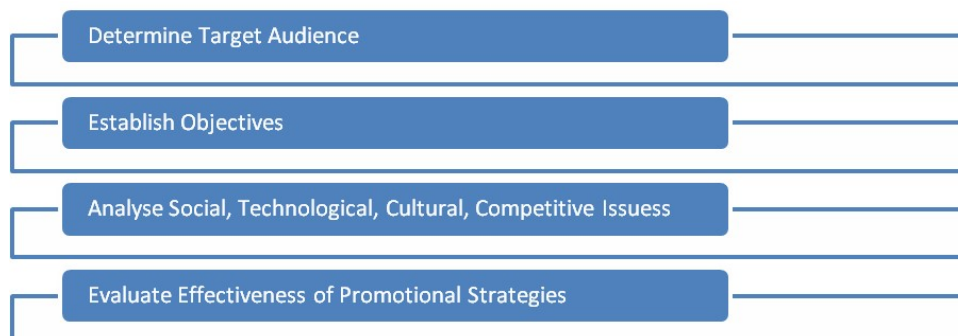 Determine Target Audience
Establish Objectives
Analyse Social, Technological, Cultural, Competitive Issuess
Evaluate Effectiveness of Promotional Strategies